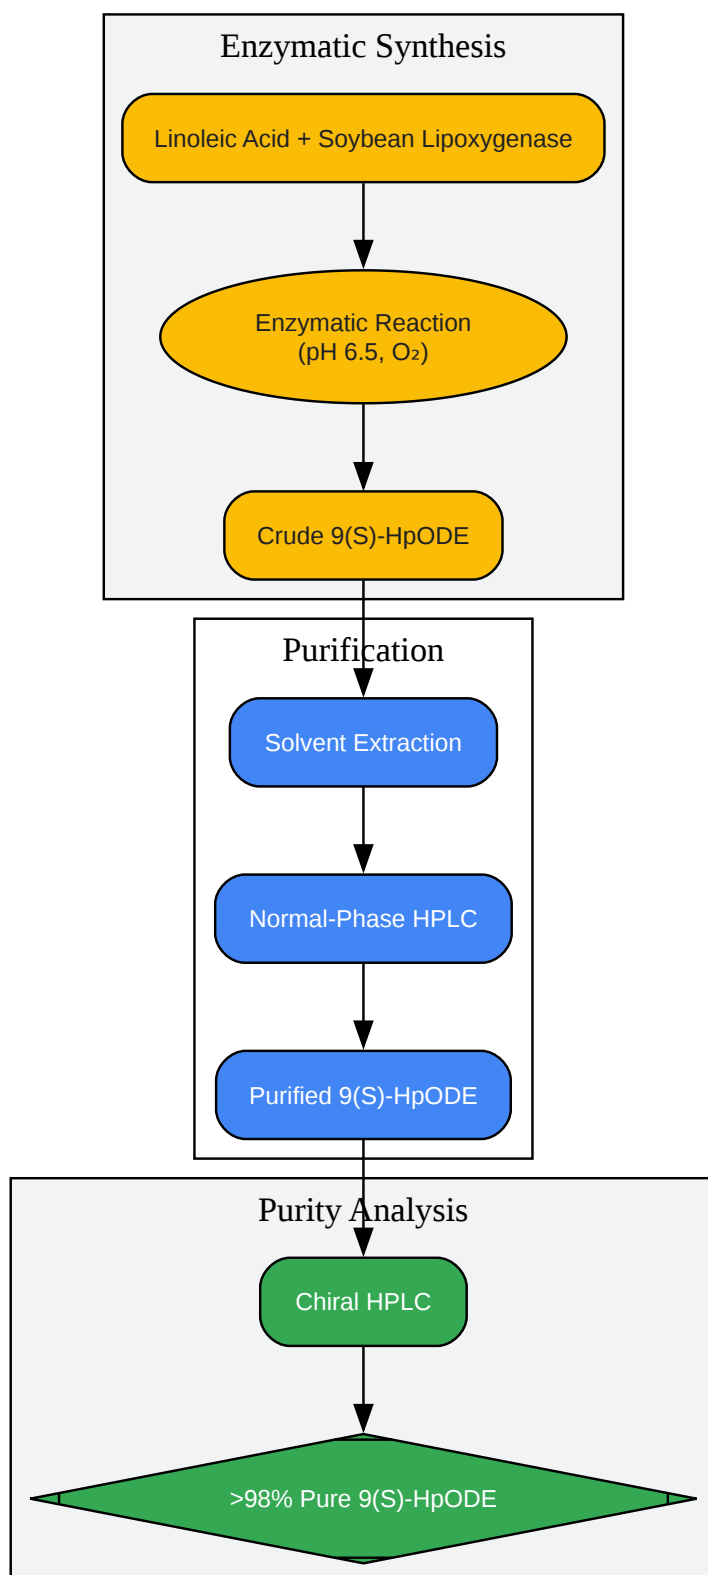 Enzymatic Synthesis
Linoleic Acid + Soybean Lipoxygenase
Enzymatic Reaction
(pH 6.5, O₂)
Crude 9(S)-HpODE
Purification
Solvent Extraction
Normal-Phase HPLC
Purified 9(S)-HpODE
Purity Analysis
Chiral HPLC
>98% Pure 9(S)-HpODE